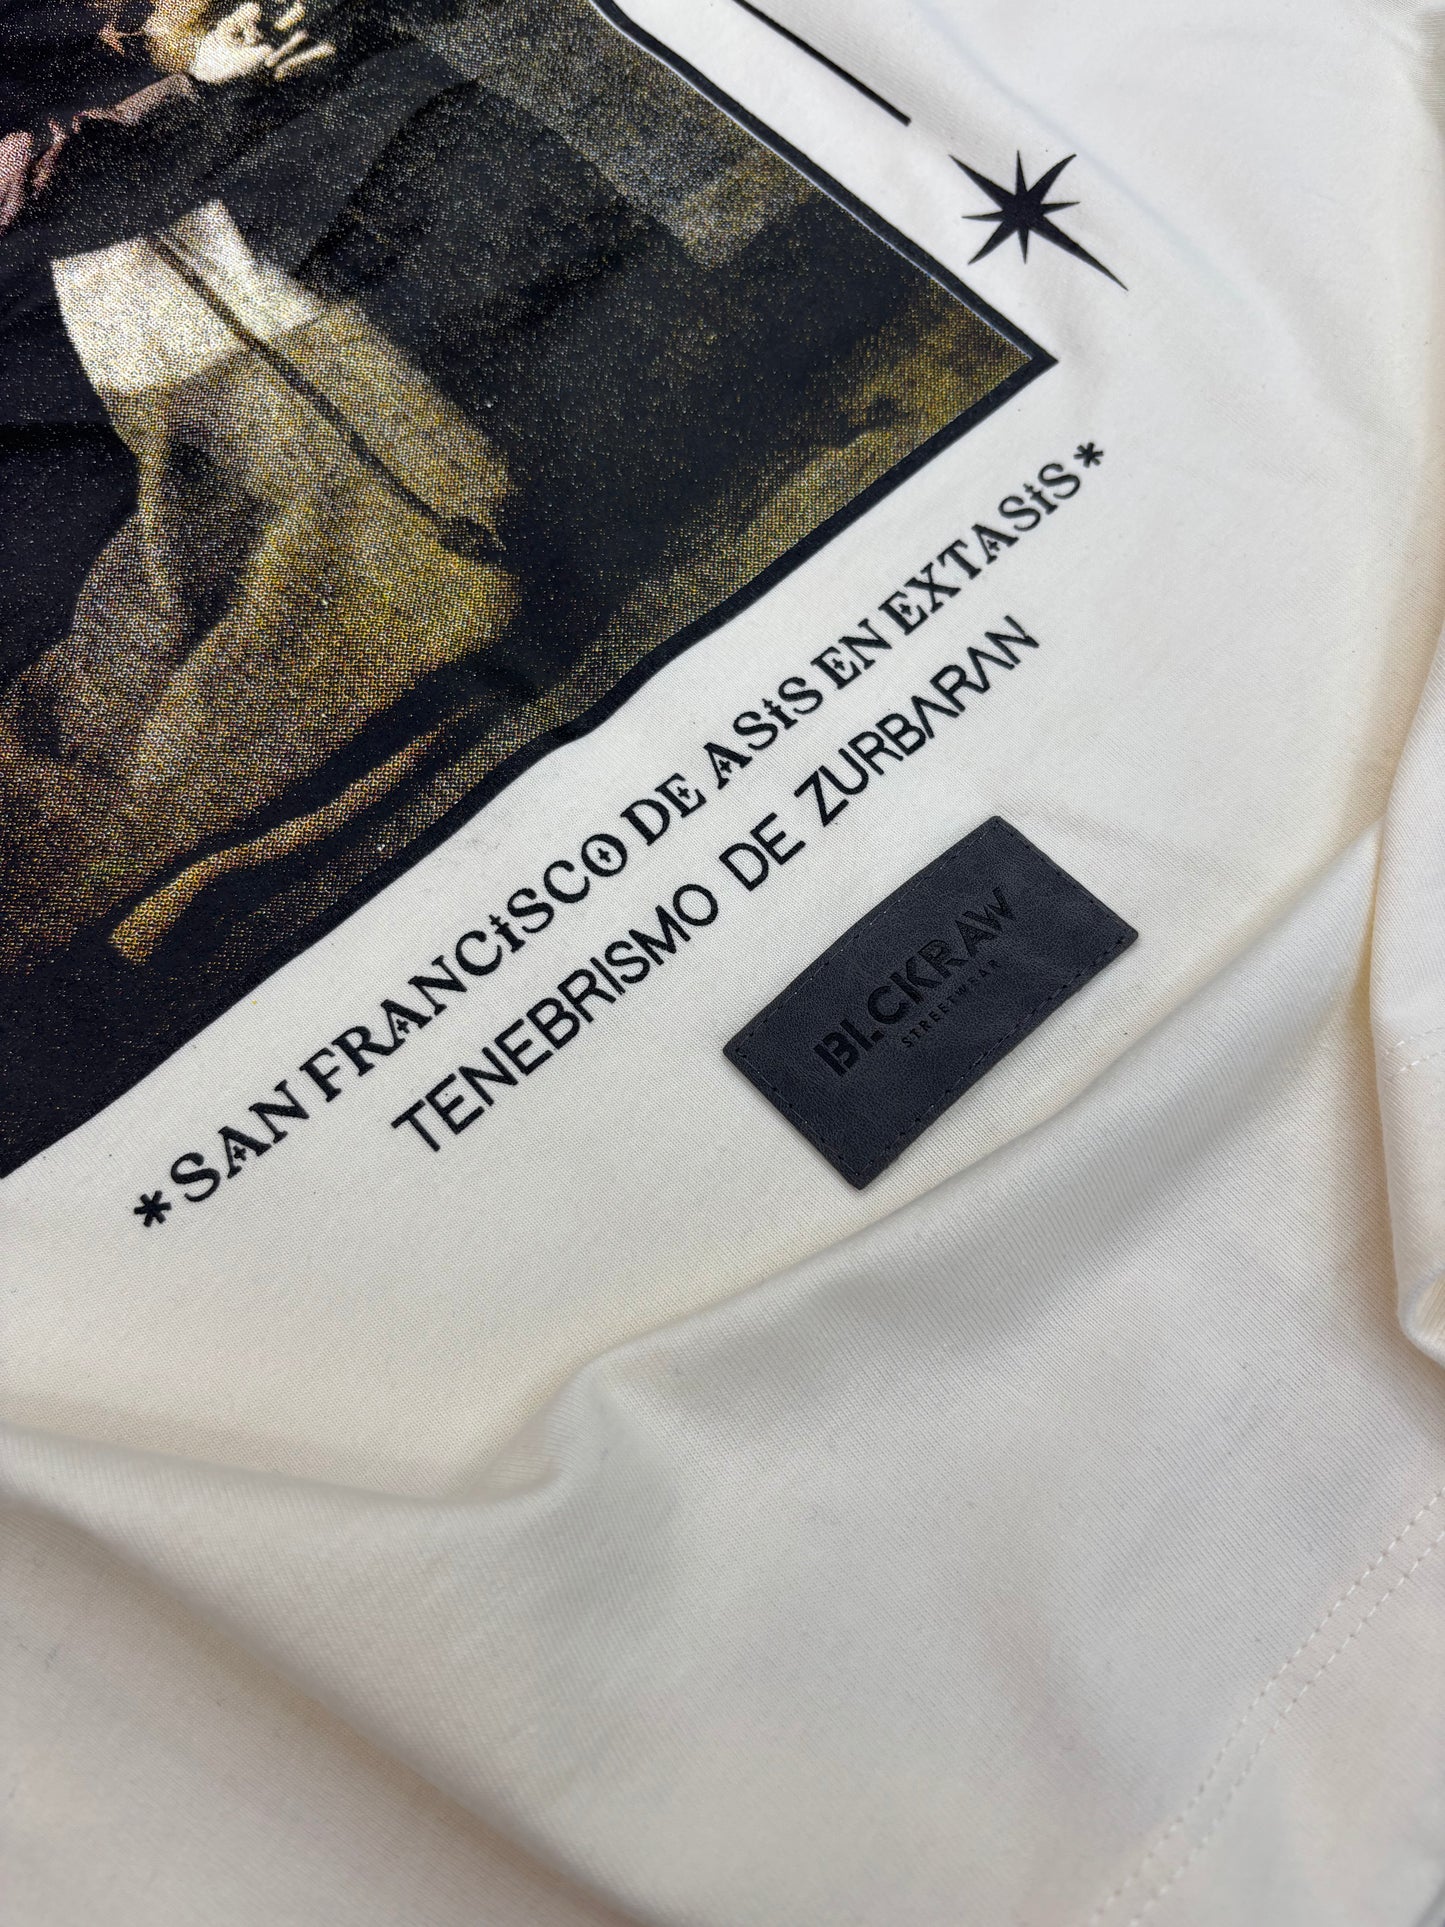 *SAN FRANCiSCO DE ASiS EN EXTASiS*
TENEBRISMO DE ZURBARAN
BLCKRAW
STREETWEAR